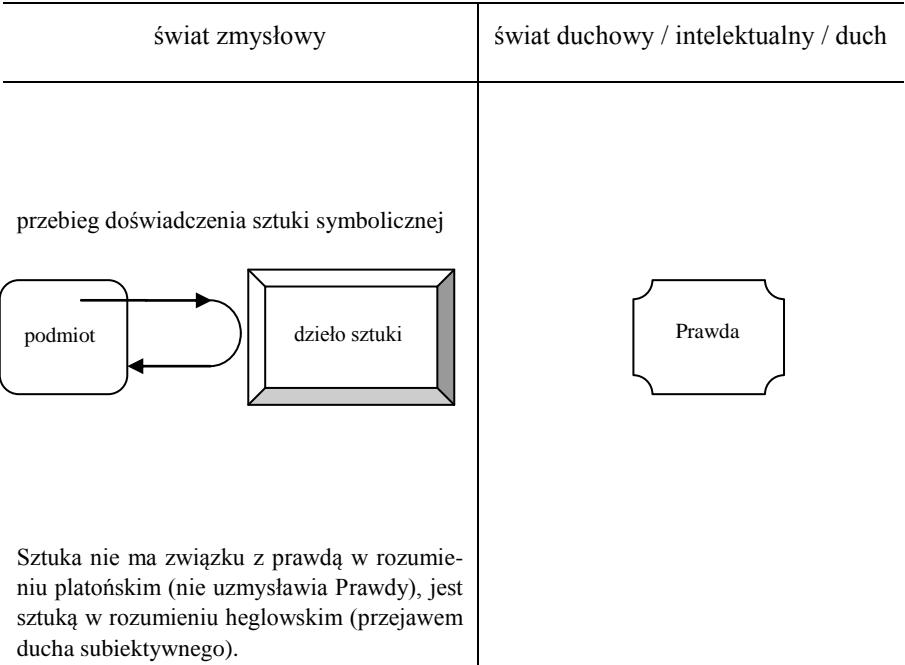 świat zmysłowy
świat duchowy / intelektualny / duch
przebieg doświadczenia sztuki symbolicznej
podmiot
dzieło sztuki
Prawda
Sztuka nie ma związku z prawdą w rozumie-
niu platońskim (nie uzmysławia Prawdy), jest
sztuką w rozumieniu heglowskim (przejawem
ducha subiektywnego).